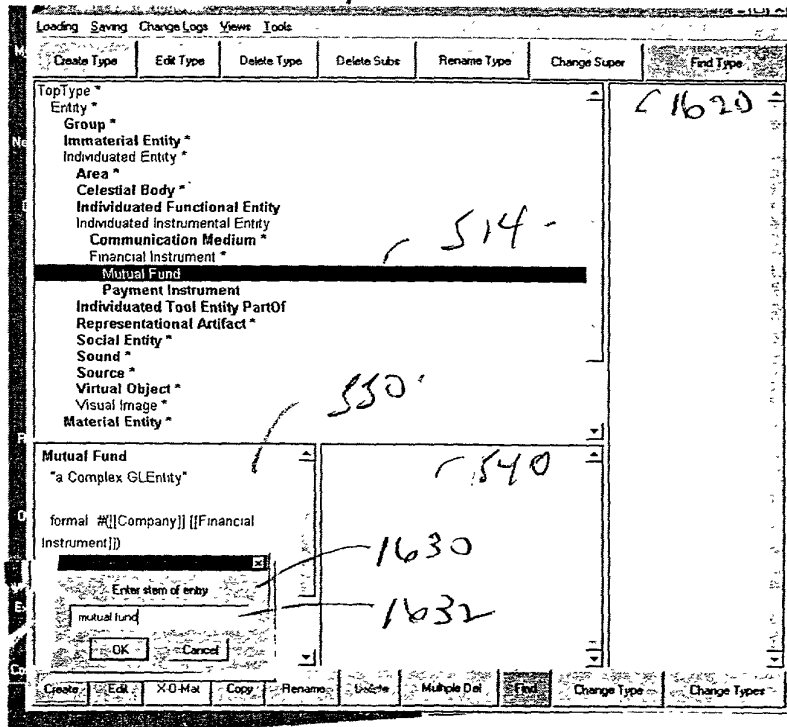 Loading Saving Change Logs Views Tools
Create Type Edit Type Delete Type Delete Subs Rename Type Change Super Find Type
TopType *
Entity *
Group *
Immaterial Entity *
Individuated Entity *
Area *
Celestial Body *
Individuated Functional Entity
Individuated Instrumental Entity
Communication Medium *
Financial Instrument *
Mutual Fund
Payment Instrument
Individuated Tool Entity PartOf
Representational Artifact *
Social Entity *
Sound *
Source *
Virtual Object *
Visual Image *
Material Entity *
1620
514
Mutual Fund
"a Complex GLEntity"
formal #([[Company]] [[Financial
Instrument]])
530
540
Enter stem of entry
mutual fund
OK Cancel
1630
1632
Create Edit X-O-Mat Copy Rename Delete Multiple Del Find Change Type Change Types